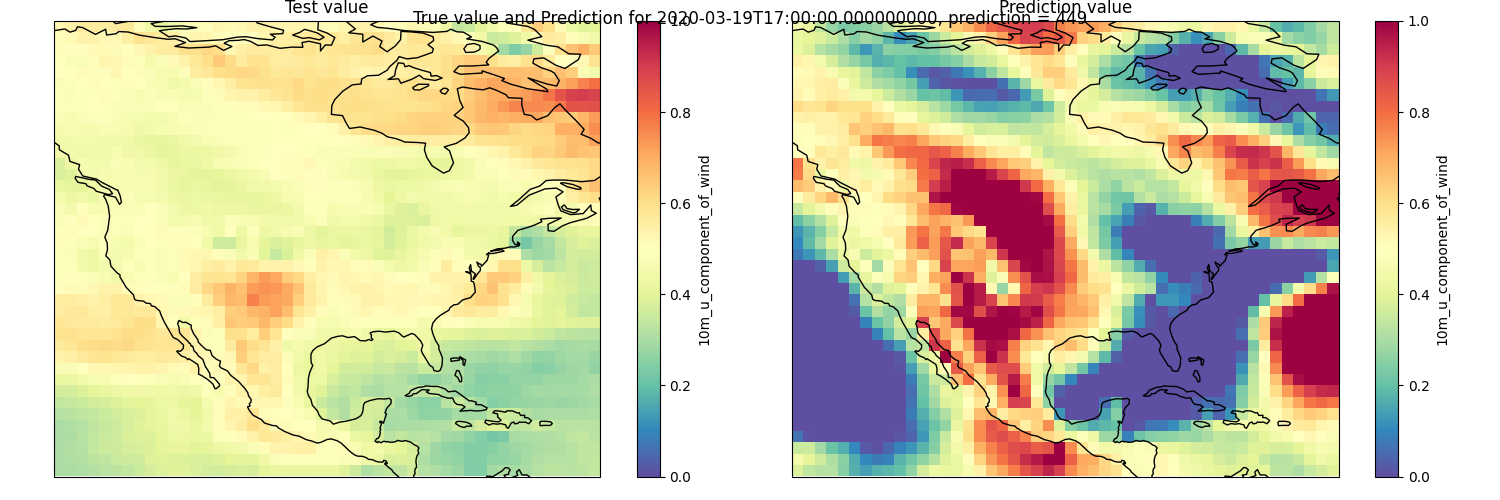 Test value
True value and Prediction for 2020-03-19T17:00:00.000000000, prediction = 449
Prediction value
1.0
0.8
0.6
0.4
0.2
0.0
10m_u_component_of_wind
1.0
0.8
0.6
0.4
0.2
0.0
10m_u_component_of_wind